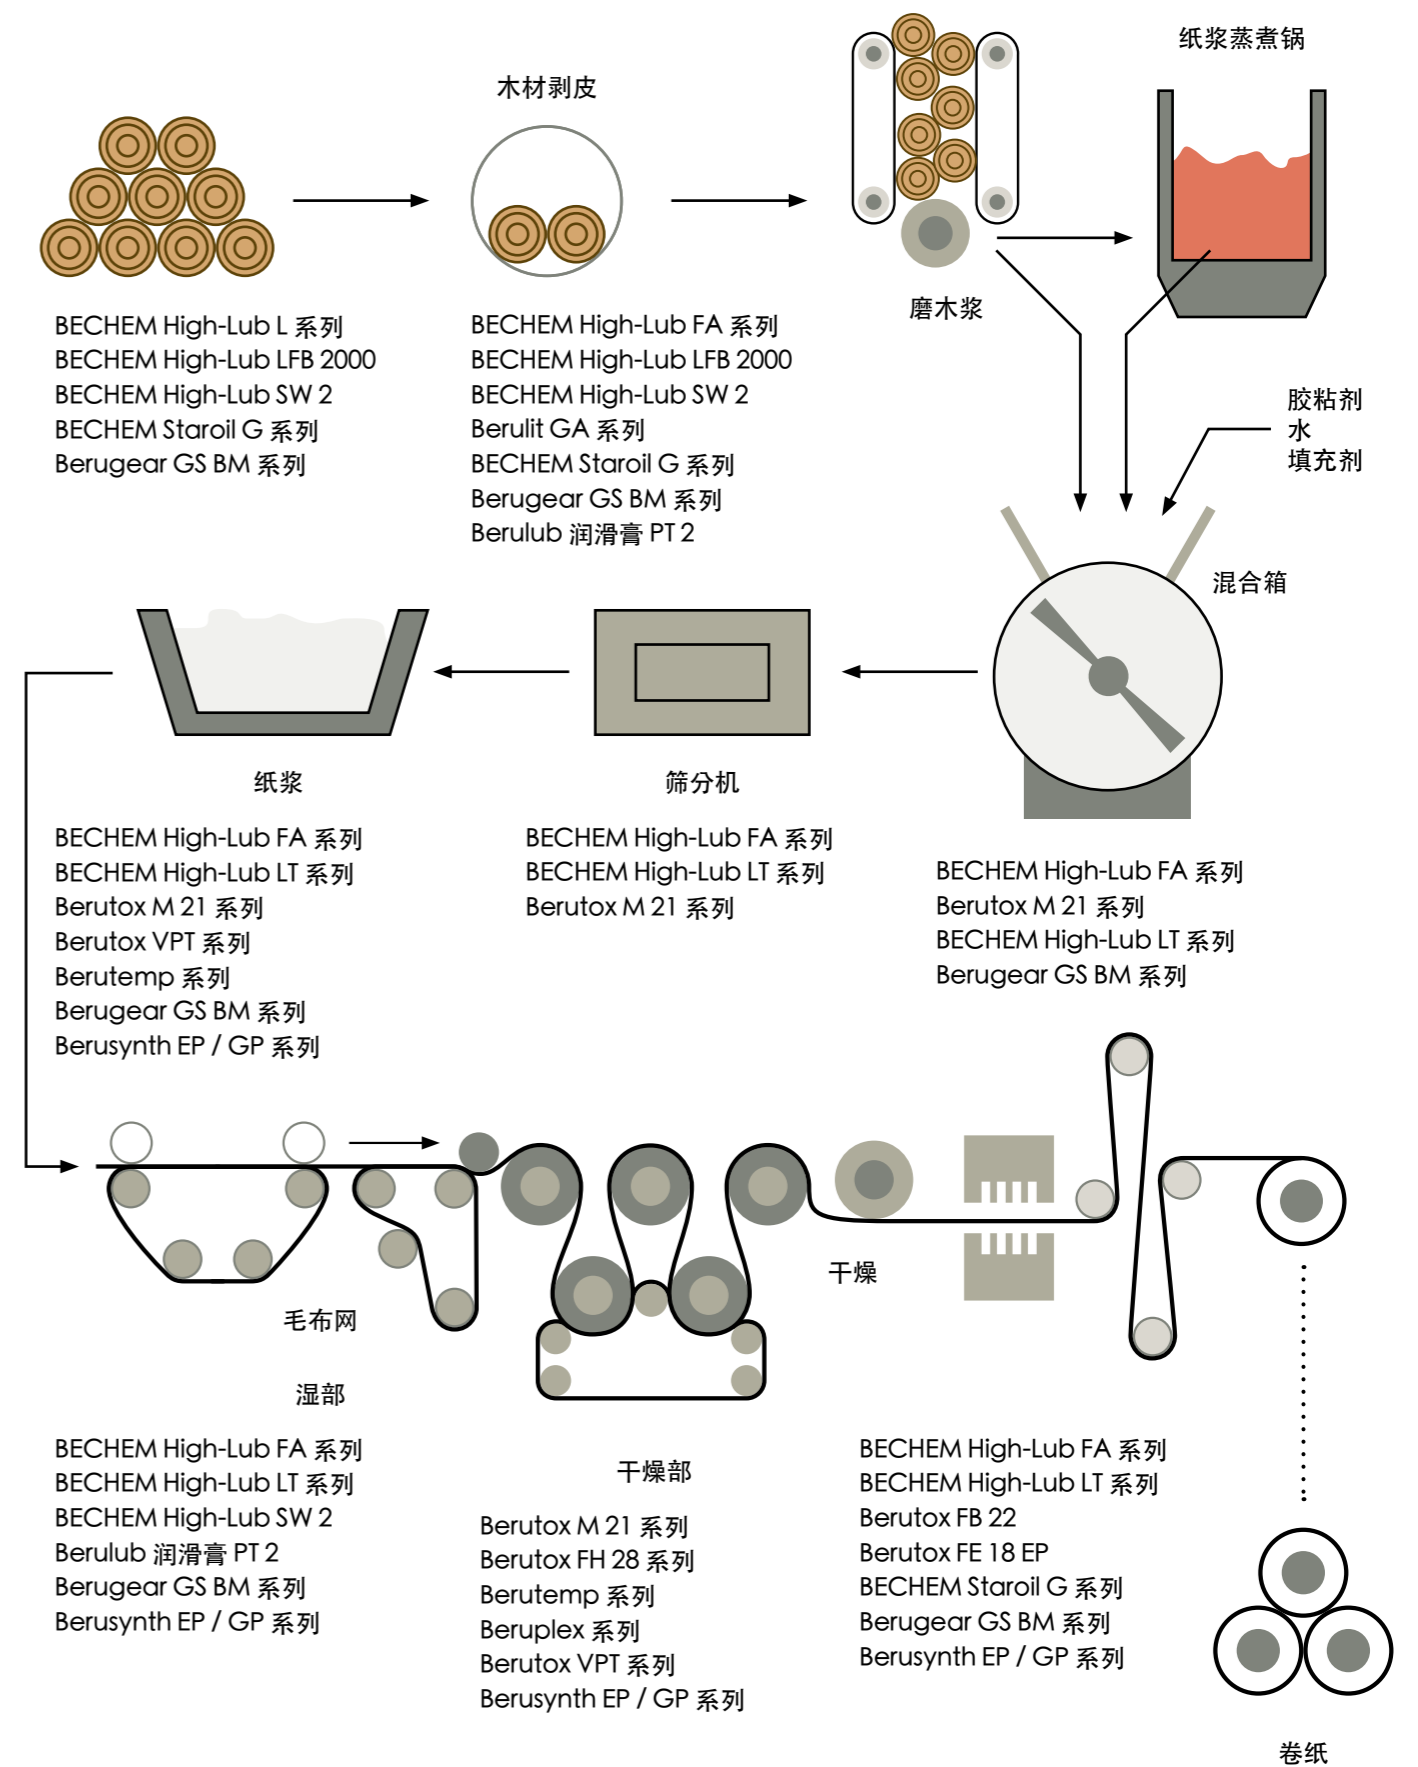 纸浆蒸煮锅
木材剥皮
磨木浆
BECHEM High-Lub L 系列
BECHEM High-Lub LFB 2000
BECHEM High-Lub SW 2
BECHEM Staroil G 系列
Berugear GS BM 系列
BECHEM High-Lub FA 系列
BECHEM High-Lub LFB 2000
BECHEM High-Lub SW 2
Berulit GA 系列
BECHEM Staroil G 系列
Berugear GS BM 系列
Berulub 润滑膏 PT 2
胶粘剂
水
填充剂
混合箱
纸浆
BECHEM High-Lub FA 系列
BECHEM High-Lub LT 系列
Berutox M 21 系列
Berutox VPT 系列
Berutemp 系列
Berugear GS BM 系列
Berusynth EP / GP 系列
筛分机
BECHEM High-Lub FA 系列
BECHEM High-Lub LT 系列
Berutox M 21 系列
BECHEM High-Lub FA 系列
Berutox M 21 系列
BECHEM High-Lub LT 系列
Berugear GS BM 系列
干燥
毛布网
湿部
BECHEM High-Lub FA 系列
BECHEM High-Lub LT 系列
BECHEM High-Lub SW 2
Berulub 润滑膏 PT 2
Berugear GS BM 系列
Berusynth EP / GP 系列
干燥部
Berutox M 21 系列
Berutox FH 28 系列
Berutemp 系列
Beruplex 系列
Berutox VPT 系列
Berusynth EP / GP 系列
BECHEM High-Lub FA 系列
BECHEM High-Lub LT 系列
Berutox FB 22
Berutox FE 18 EP
BECHEM Staroil G 系列
Berugear GS BM 系列
Berusynth EP / GP 系列
卷纸